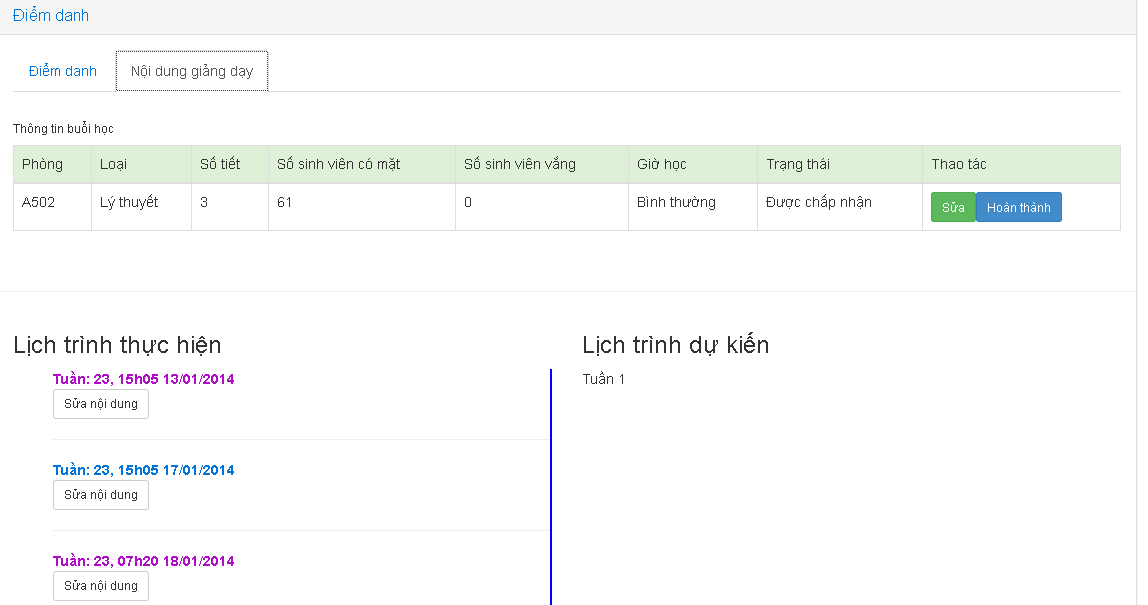 Điểm danh
Điểm danh Nội dung giảng dạy
Thông tin buổi học
Phòng Loại Số tiết Số sinh viên có mặt Số sinh viên vắng Giờ học Trạng thái Thao tác
A502 Lý thuyết 3 61 0 Bình thường Được chấp nhận Sửa Hoàn thành
Lịch trình thực hiện Lịch trình dự kiến
Tuần: 23, 15h05 13/01/2014 Tuần 1
Sửa nội dung
Tuần: 23, 15h05 17/01/2014
Sửa nội dung
Tuần: 23, 07h20 18/01/2014
Sửa nội dung